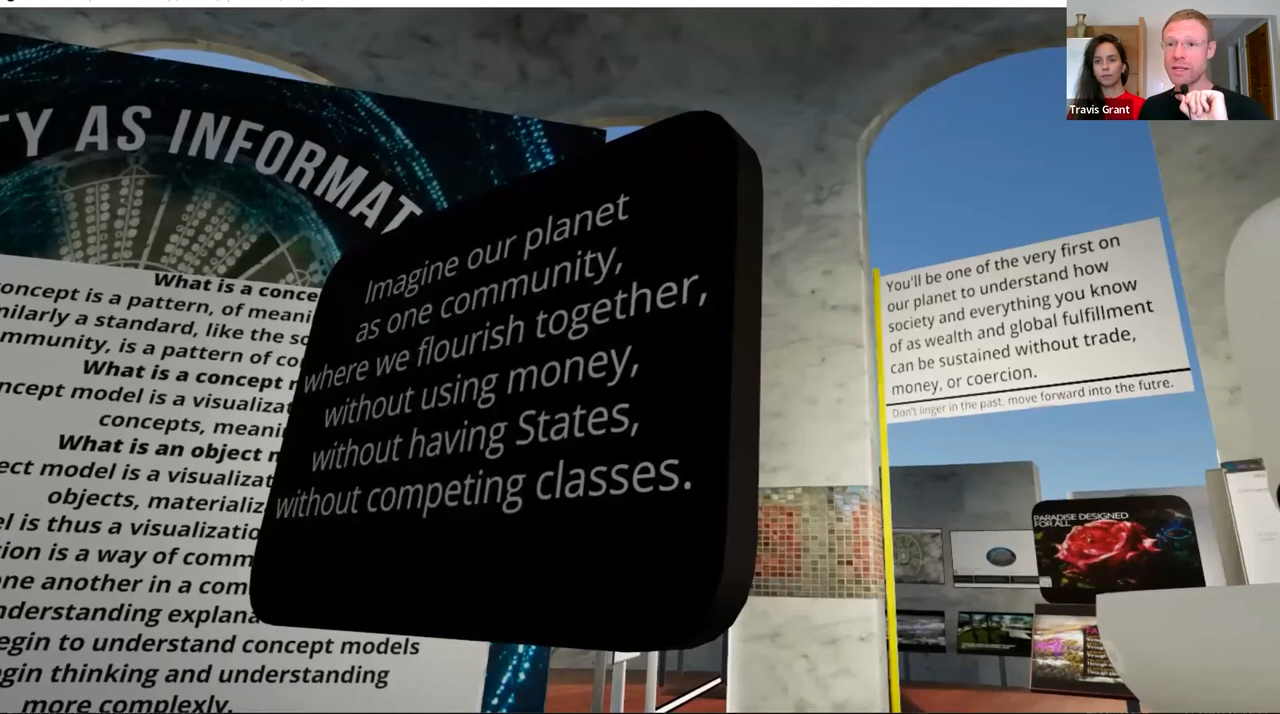 Travis Grant
Y AS INFORMAT
What is a conce
oncept is a pattern, of meani
milarly a standard, like the so
mmunity, is a pattern of co
What is a concept
ncept model is a visualizat
concepts, meani
What is an object
ect model is a visualizat
objects, materializ
el is thus a visualizatio
tion is a way of comm
one another in a com
nderstanding explana
egin to understand concept models
gin thinking and understanding
more complexly.
Imagine our planet
as one community,
where we flourish together,
without using money,
without having States,
without competing classes.
You'll be one of the very first on
our planet to understand how
society and everything you know
of as wealth and global fulfillment
can be sustained without trade,
money, or coercion.
Don't linger in the past, move forward into the futre.
PARADISE DESIGNED
FOR ALL